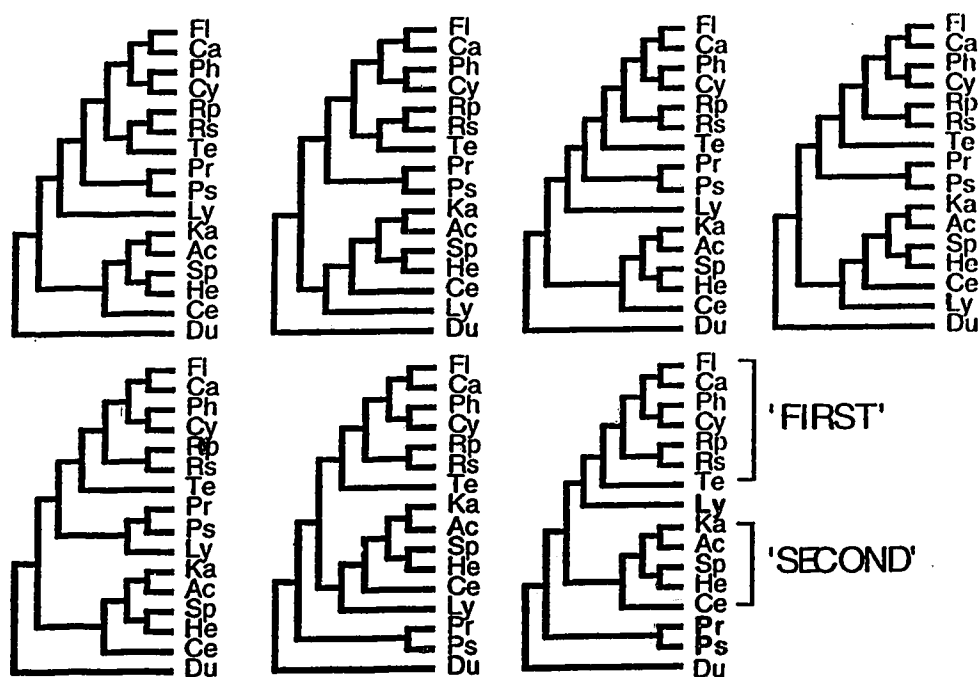 Fl
Ca
Ph
Cy
Rp
Rs
Te
Pr
Ps
Ly
Ka
Ac
Sp
He
Ce
Du
Fl
Ca
Ph
Cy
Rp
Rs
Te
Pr
Ps
Ka
Ac
Sp
He
Ce
Ly
Du
Fl
Ca
Ph
Cy
Rp
Rs
Te
Pr
Ps
Ly
Ka
Ac
Sp
He
Ce
Du
Fl
Ca
Ph
Cy
Rp
Rs
Te
Pr
Ps
Ka
Ac
Sp
He
Ce
Ly
Du
Fl
Ca
Ph
Cy
Rp
Rs
Te
Pr
Ps
Ly
Ka
Ac
Sp
He
Ce
Du
Fl
Ca
Ph
Cy
Rp
Rs
Te
Ka
Ac
Sp
He
Ce
Ly
Pr
Ps
Du
Fl
Ca
Ph
Cy
Rp
Rs
Te
Ly
Ka
Ac
Sp
He
Ce
Pr
Ps
Du
'FIRST'
'SECOND'